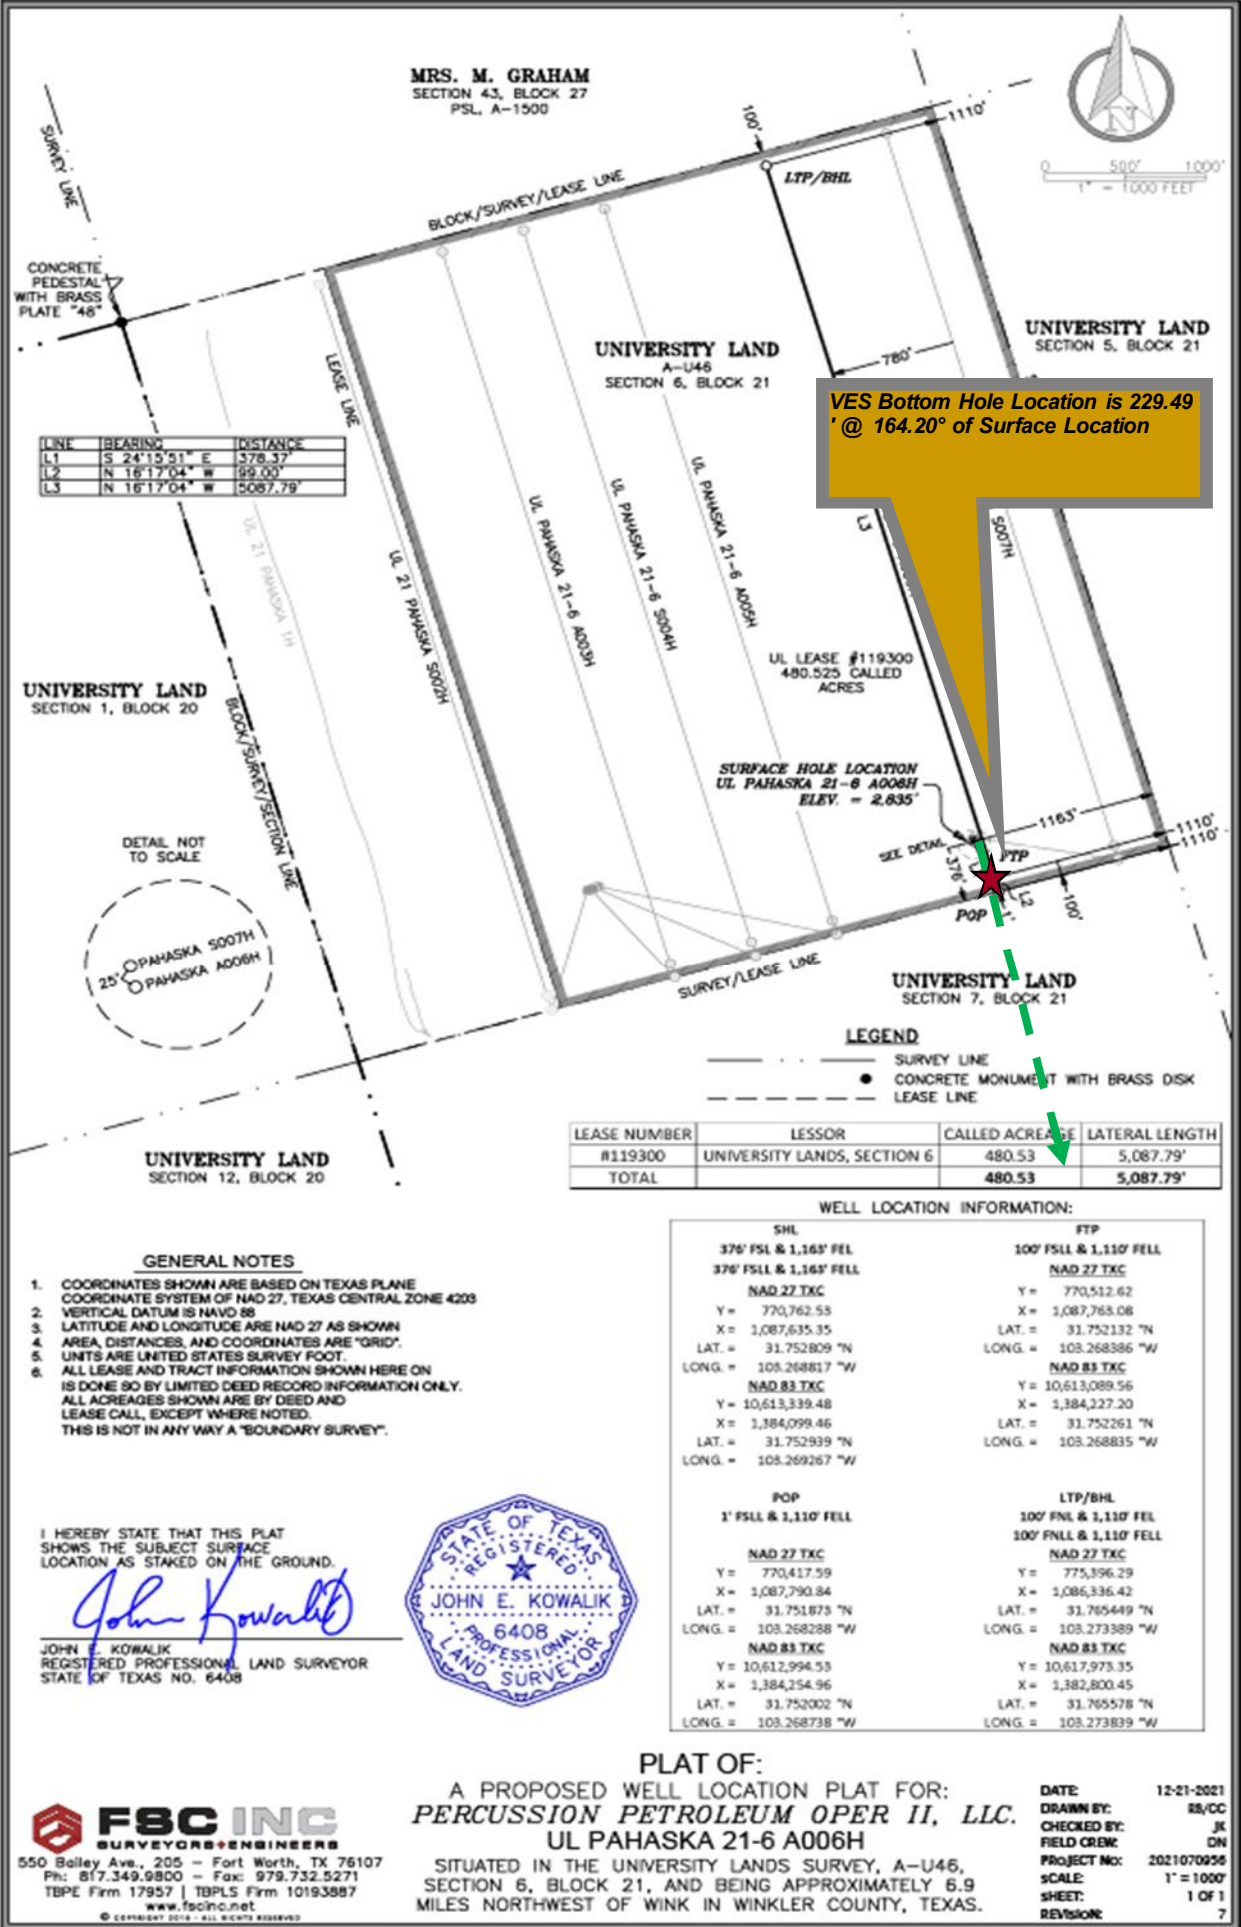 MRS. M. GRAHAM
SECTION 43, BLOCK 27
PSL, A-1500
100'
1110'
LTP/BHL
N
0 500' 1000'
1" = 1000 FEET
SURVEY LINE
BLOCK/SURVEY/LEASE LINE
CONCRETE
PEDESTAL
WITH BRASS
PLATE "48"
LEASE LINE
UNIVERSITY LAND
A-U46
SECTION 6, BLOCK 21
780'
UNIVERSITY LAND
SECTION 5, BLOCK 21
VES Bottom Hole Location is 229.49
' @ 164.20° of Surface Location
LINE BEARING DISTANCE
L1 S 24°15'51" E 378.37'
L2 N 16°17'04" W 99.00'
L3 N 16°17'04" W 5087.79'
UL 21 PAHASKA 1H
UL 21 PAHASKA S002H
UL PAHASKA 21-6 A003H
UL PAHASKA 21-6 S004H
UL PAHASKA 21-6 A005H
L3
S007H
UL LEASE #119300
480.525 CALLED
ACRES
UNIVERSITY LAND
SECTION 1, BLOCK 20
BLOCK/SURVEY/SECTION LINE
SURFACE HOLE LOCATION
UL PAHASKA 21-6 A006H
ELEV. = 2,835'
1163'
1110'
1110'
SEE DETAIL
376'
FTP
L2
1'
100'
POP
DETAIL NOT
TO SCALE
PAHASKA S007H
25'
PAHASKA A006H
SURVEY/LEASE LINE
UNIVERSITY LAND
SECTION 7, BLOCK 21
LEGEND
SURVEY LINE
CONCRETE MONUMENT WITH BRASS DISK
LEASE LINE
UNIVERSITY LAND
SECTION 12, BLOCK 20
LEASE NUMBER LESSOR CALLED ACREAGE LATERAL LENGTH
#119300 UNIVERSITY LANDS, SECTION 6 480.53 5,087.79'
TOTAL 480.53 5,087.79'
WELL LOCATION INFORMATION:
SHL
376' FSL & 1,163' FEL
376' FSLL & 1,163' FELL
NAD 27 TXC
Y = 770,762.53
X = 1,087,635.35
LAT. = 31.752809 °N
LONG. = 103.268817 °W
NAD 83 TXC
Y = 10,613,339.48
X = 1,384,099.46
LAT. = 31.752939 °N
LONG. = 103.269267 °W
FTP
100' FSLL & 1,110' FELL
NAD 27 TXC
Y = 770,512.62
X = 1,087,763.08
LAT. = 31.752132 °N
LONG. = 103.268386 °W
NAD 83 TXC
Y = 10,613,089.56
X = 1,384,227.20
LAT. = 31.752261 °N
LONG. = 103.268835 °W
POP
1' FSLL & 1,110' FELL
NAD 27 TXC
Y = 770,417.59
X = 1,087,790.84
LAT. = 31.751873 °N
LONG. = 103.268288 °W
NAD 83 TXC
Y = 10,612,994.53
X = 1,384,254.96
LAT. = 31.752002 °N
LONG. = 103.268738 °W
LTP/BHL
100' FNL & 1,110' FEL
100' FNLL & 1,110' FELL
NAD 27 TXC
Y = 775,396.29
X = 1,086,336.42
LAT. = 31.765449 °N
LONG. = 103.273389 °W
NAD 83 TXC
Y = 10,617,973.35
X = 1,382,800.45
LAT. = 31.765578 °N
LONG. = 103.273839 °W
GENERAL NOTES
1. COORDINATES SHOWN ARE BASED ON TEXAS PLANE
COORDINATE SYSTEM OF NAD 27, TEXAS CENTRAL ZONE 4203
2. VERTICAL DATUM IS NAVD 88
3. LATITUDE AND LONGITUDE ARE NAD 27 AS SHOWN
4. AREA, DISTANCES, AND COORDINATES ARE "GRID".
5. UNITS ARE UNITED STATES SURVEY FOOT.
6. ALL LEASE AND TRACT INFORMATION SHOWN HERE ON
IS DONE SO BY LIMITED DEED RECORD INFORMATION ONLY.
ALL ACREAGES SHOWN ARE BY DEED AND
LEASE CALL, EXCEPT WHERE NOTED.
THIS IS NOT IN ANY WAY A "BOUNDARY SURVEY".
I HEREBY STATE THAT THIS PLAT
SHOWS THE SUBJECT SURFACE
LOCATION AS STAKED ON THE GROUND.
John Kowalik
JOHN E. KOWALIK
REGISTERED PROFESSIONAL LAND SURVEYOR
STATE OF TEXAS NO. 6408
STATE OF TEXAS
REGISTERED
JOHN E. KOWALIK
6408
PROFESSIONAL
LAND SURVEYOR
FSC INC
SURVEYORS+ENGINEERS
550 Bailey Ave., 205 - Fort Worth, TX 76107
Ph: 817.349.9800 - Fax: 979.732.5271
TBPE Firm 17957 | TBPLS Firm 10193887
www.fscinc.net
© COPYRIGHT 2016 - ALL RIGHTS RESERVED
PLAT OF:
A PROPOSED WELL LOCATION PLAT FOR:
PERCUSSION PETROLEUM OPER II, LLC.
UL PAHASKA 21-6 A006H
SITUATED IN THE UNIVERSITY LANDS SURVEY, A-U46,
SECTION 6, BLOCK 21, AND BEING APPROXIMATELY 6.9
MILES NORTHWEST OF WINK IN WINKLER COUNTY, TEXAS.
DATE: 12-21-2021
DRAWN BY: RS/CC
CHECKED BY: JK
FIELD CREW: DN
PROJECT No: 2021070956
SCALE: 1" = 1000'
SHEET: 1 OF 1
REVISION: 7